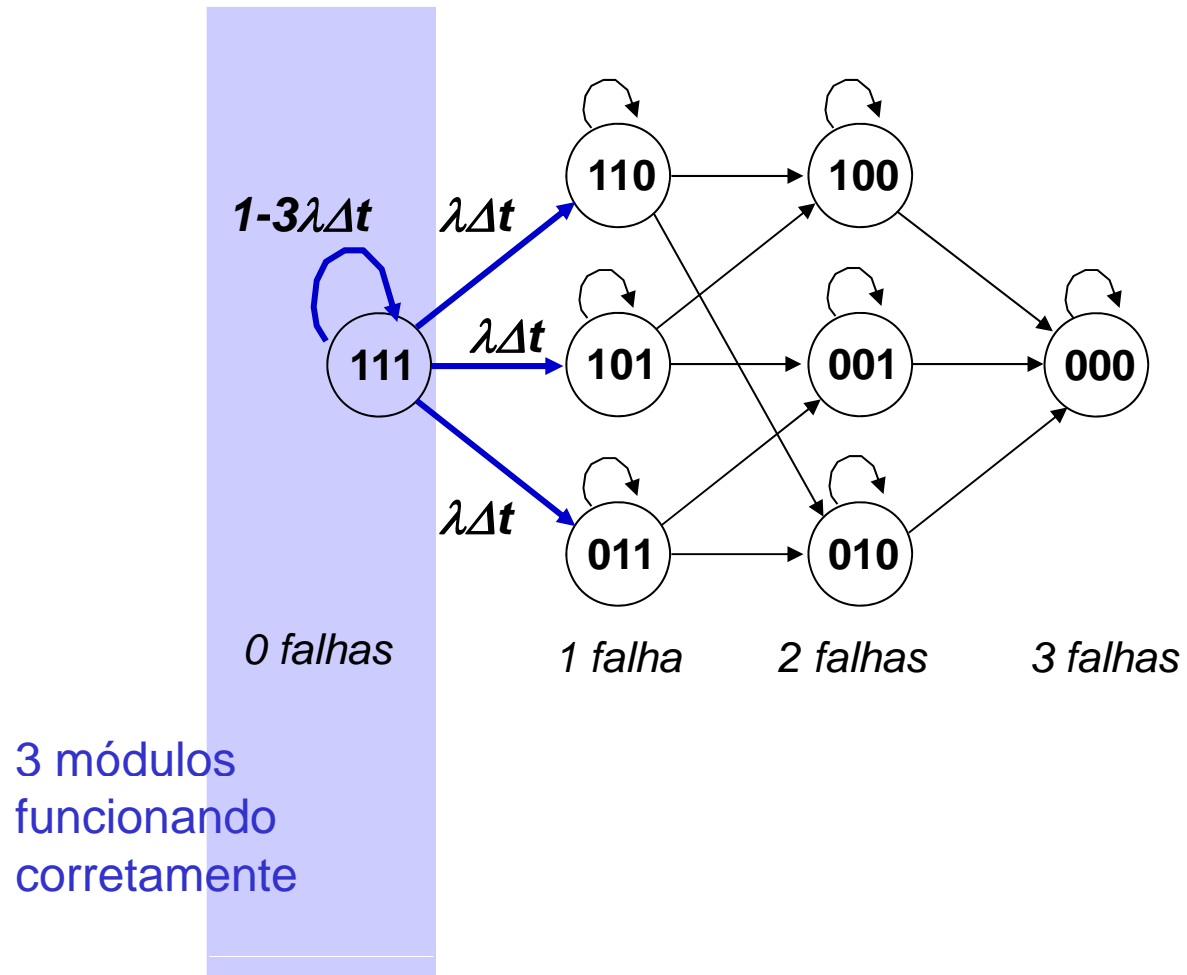 110
100
1-3λΔt
λΔt
λΔt
111
101
001
000
λΔt
011
010
0 falhas
1 falha
2 falhas
3 falhas
3 módulos
funcionando
corretamente